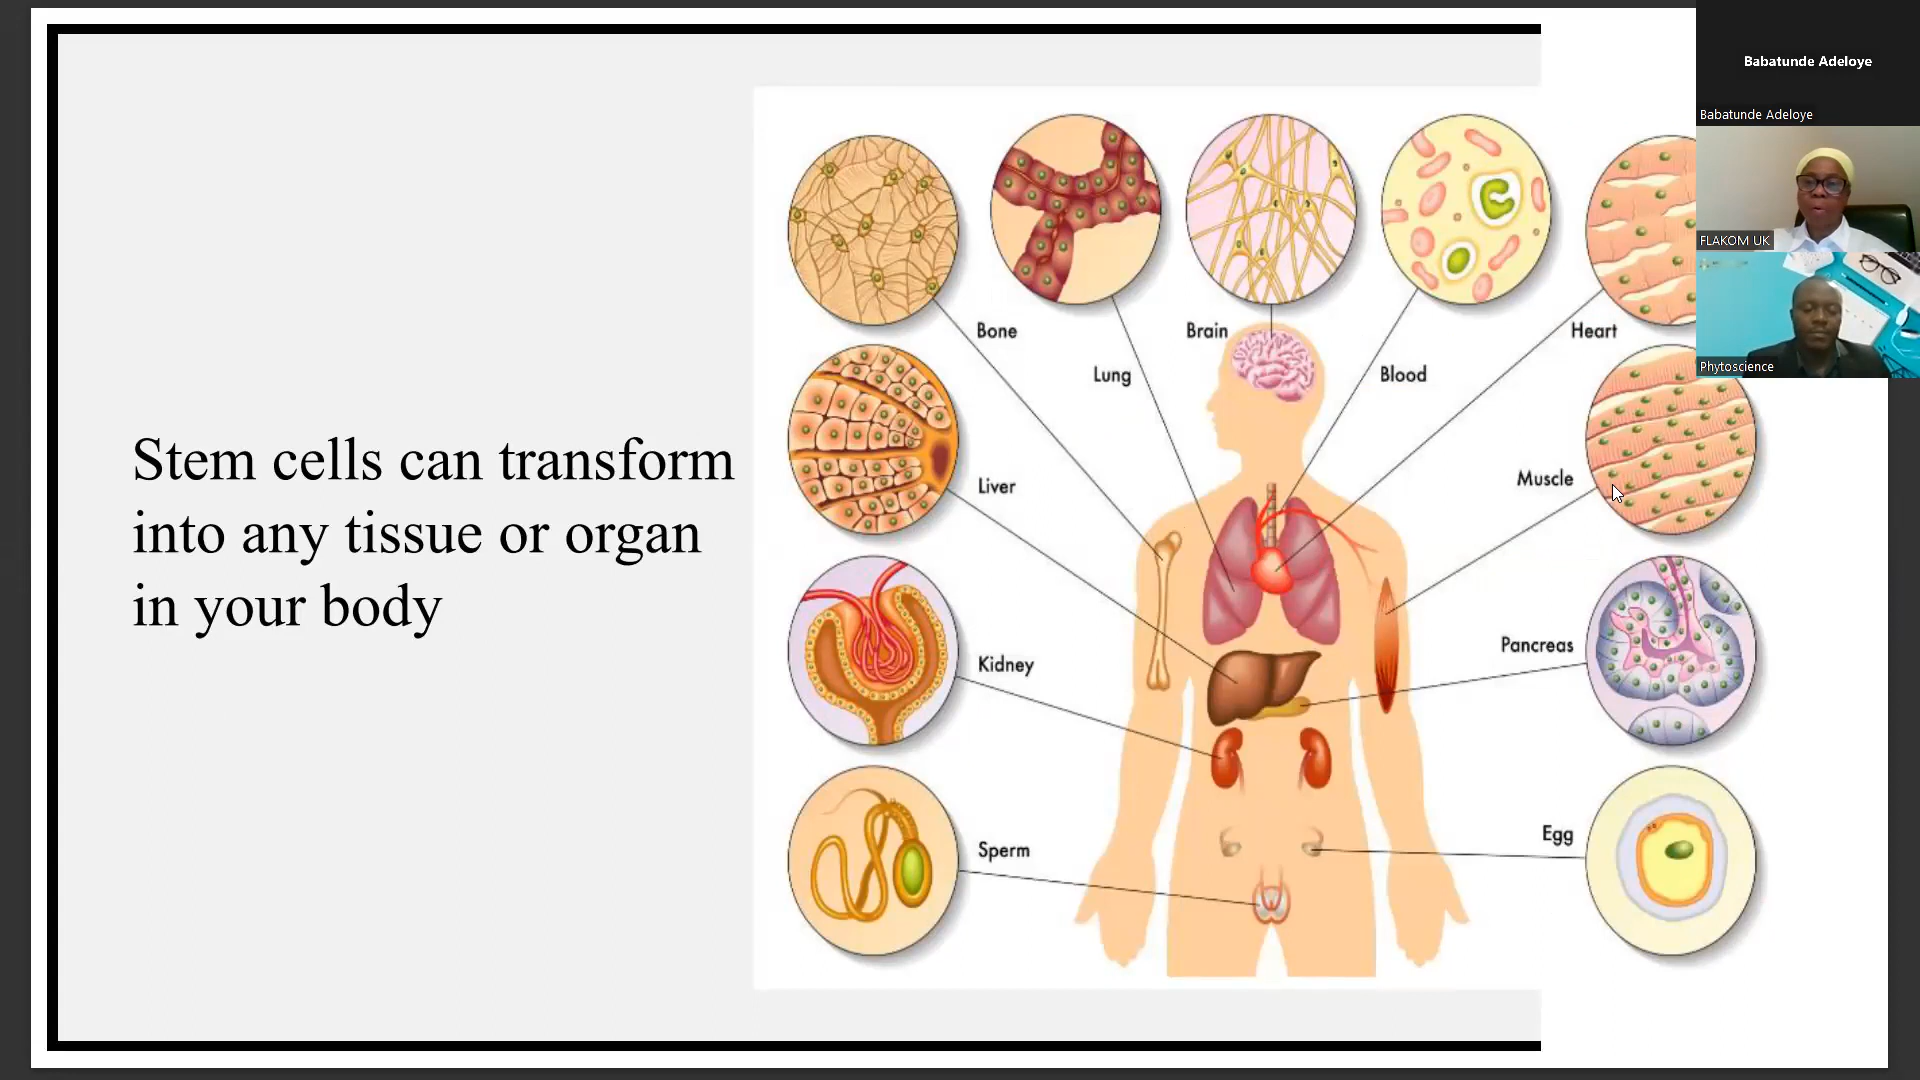 Babatunde Adeloye
Babatunde Adeloye
FLAKOM UK
Phytoscience
Stem cells can transform
into any tissue or organ
in your body
Bone
Lung
Brain
Blood
Heart
Liver
Muscle
Kidney
Pancreas
Sperm
Egg